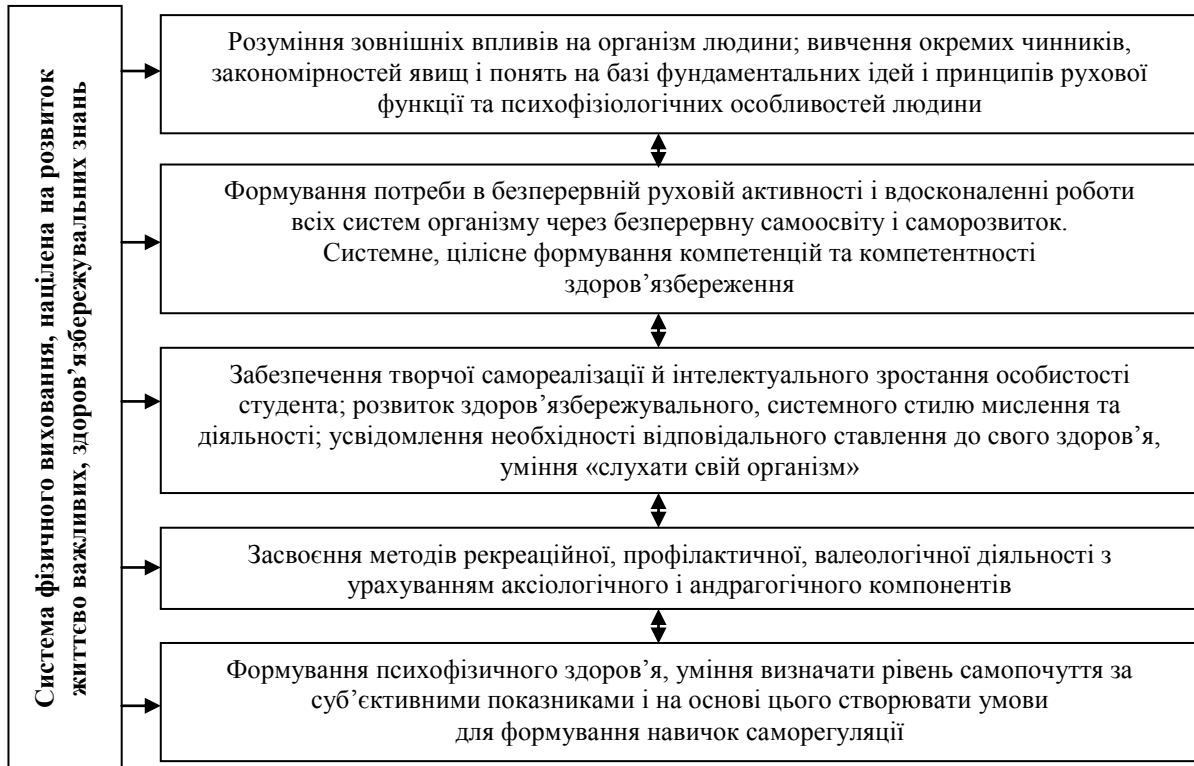 Система фізичного виховання, націлена на розвиток
життєво важливих, здоров’язбережувальних знань
Розуміння зовнішніх впливів на організм людини; вивчення окремих чинників,
закономірностей явищ і понять на базі фундаментальних ідей і принципів рухової
функції та психофізіологічних особливостей людини
Формування потреби в безперервній руховій активності і вдосконаленні роботи
всіх систем організму через безперервну самоосвіту і саморозвиток.
Системне, цілісне формування компетенцій та компетентності
здоров’язбереження
Забезпечення творчої самореалізації й інтелектуального зростання особистості
студента; розвиток здоров’язбережувального, системного стилю мислення та
діяльності; усвідомлення необхідності відповідального ставлення до свого здоров’я,
уміння «слухати свій організм»
Засвоєння методів рекреаційної, профілактичної, валеологічної діяльності з
урахуванням аксіологічного і андрагогічного компонентів
Формування психофізичного здоров’я, уміння визначати рівень самопочуття за
суб’єктивними показниками і на основі цього створювати умови
для формування навичок саморегуляції